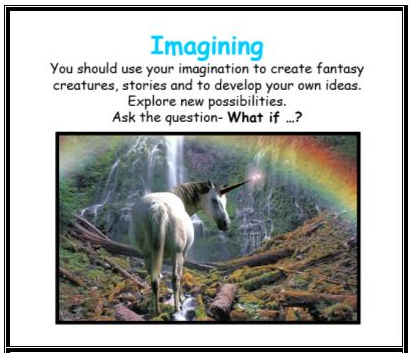 Imagining
You should use your imagination to create fantasy
creatures, stories and to develop your own ideas.
Explore new possibilities.
Ask the question- What if ...?